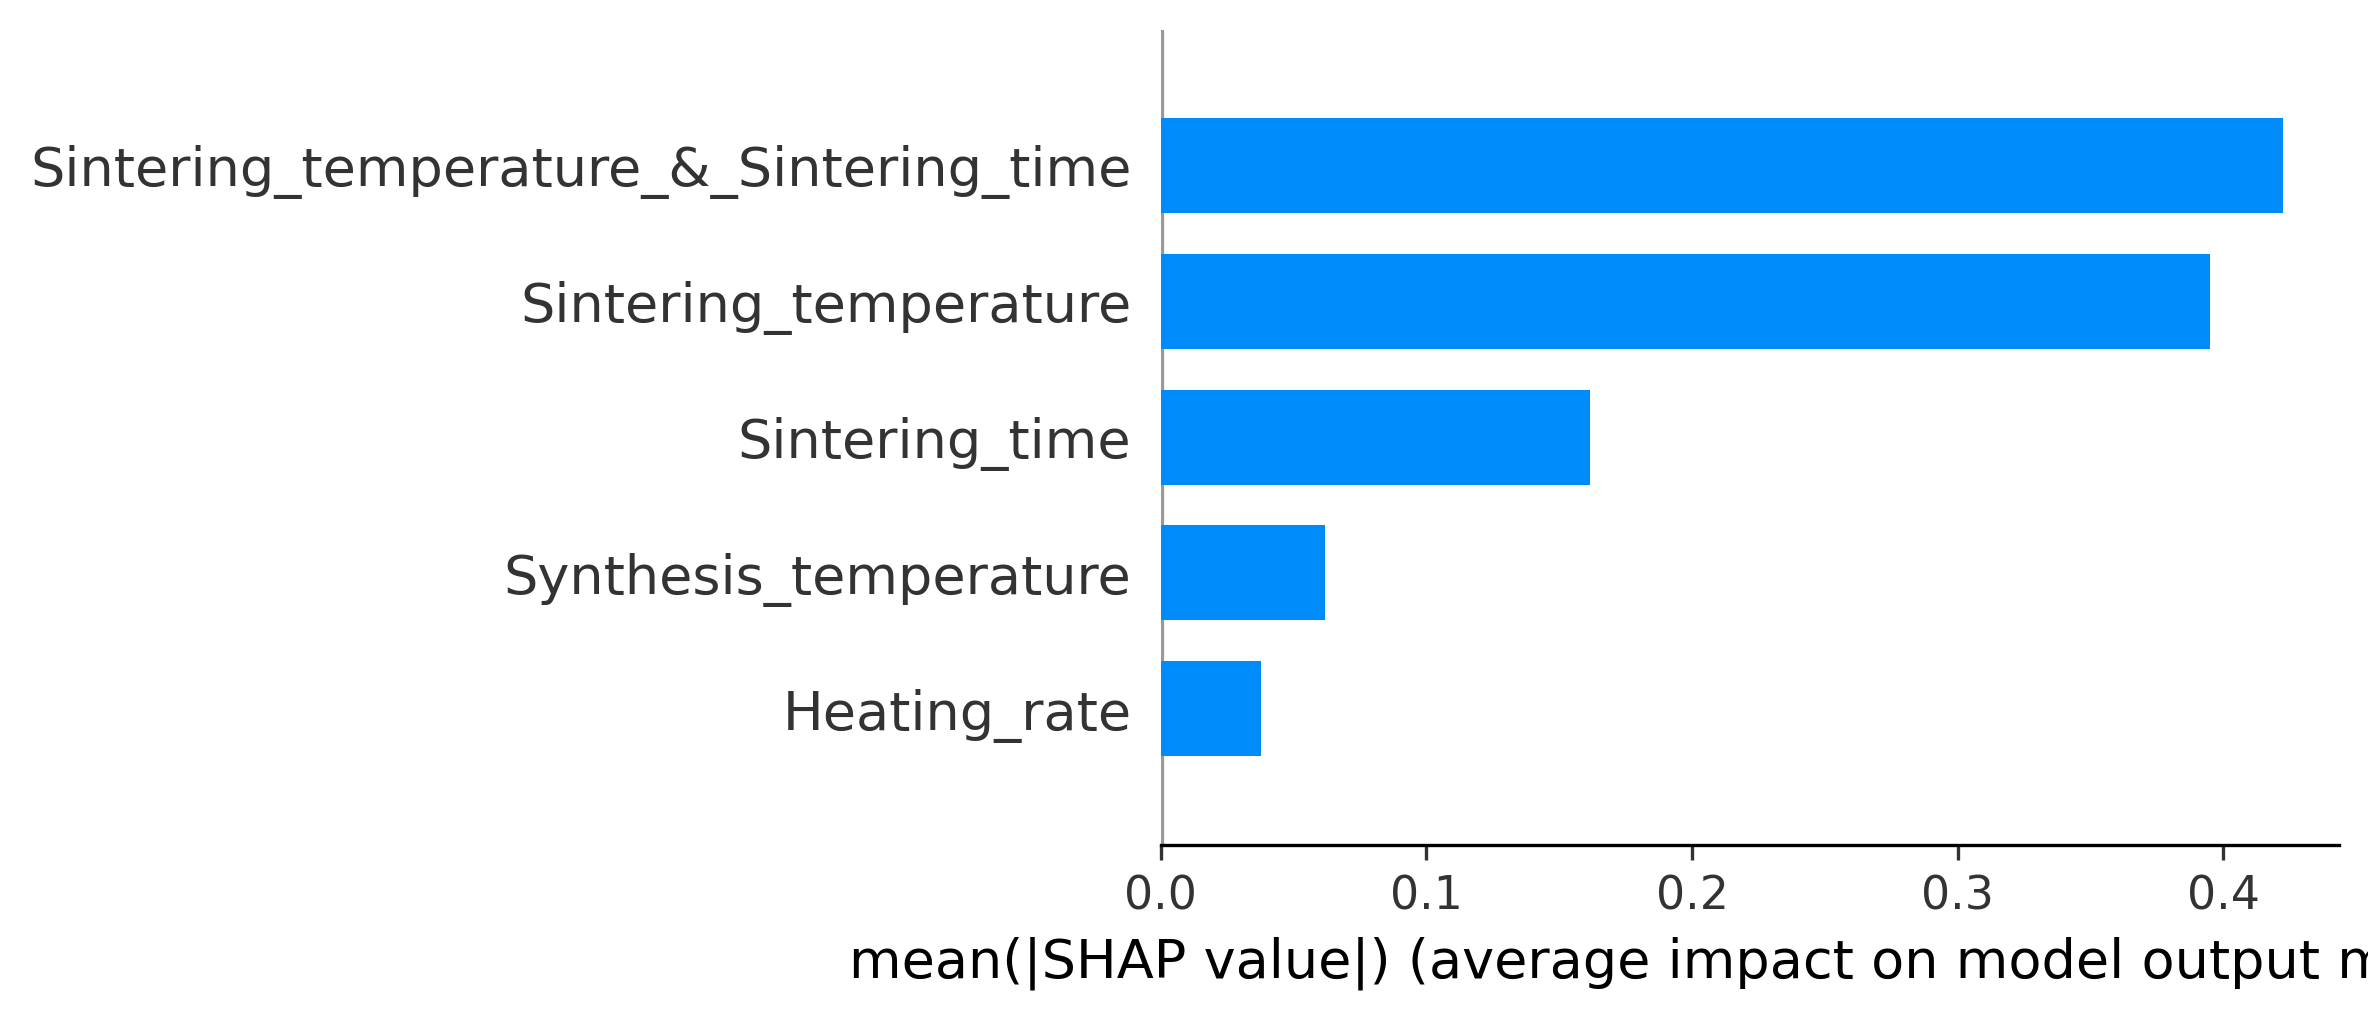 Sintering_temperature_&_Sintering_time
Sintering_temperature
Sintering_time
Synthesis_temperature
Heating_rate
0.0 0.1 0.2 0.3 0.4
mean(|SHAP value|) (average impact on model output m